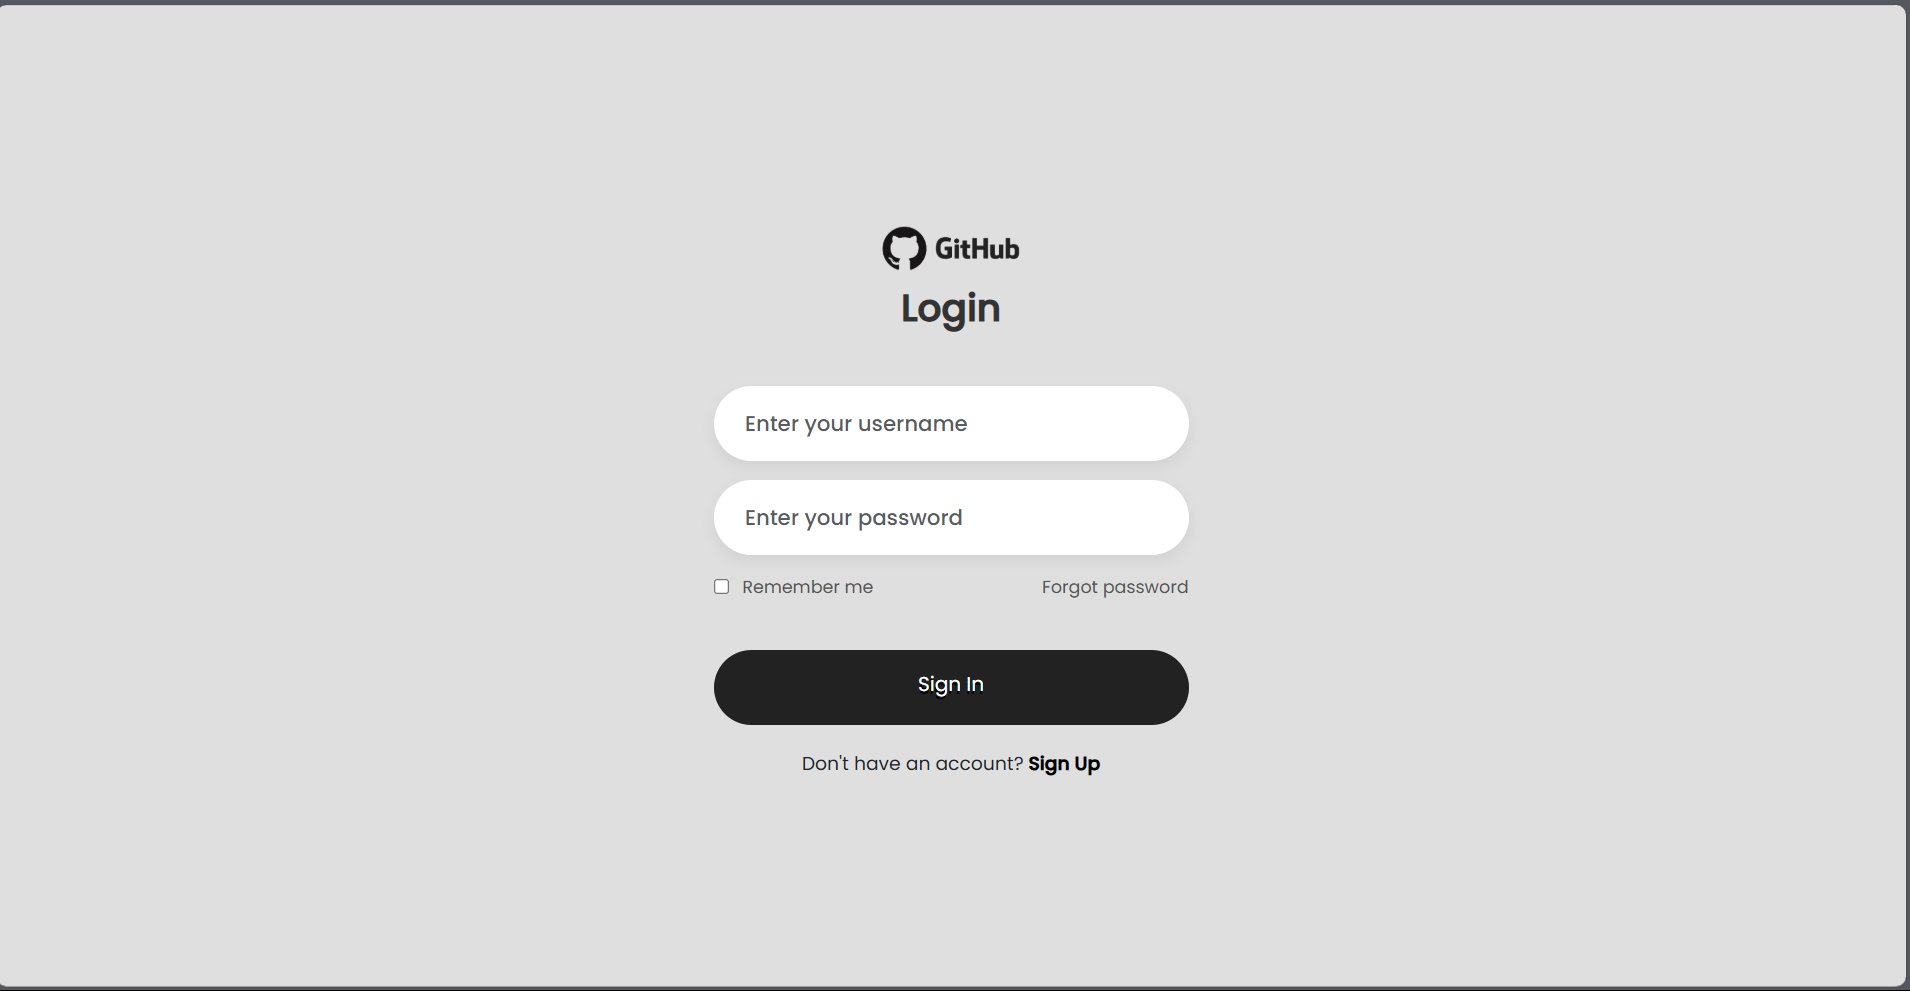 GitHub
Login
Enter your username
Enter your password
Remember me
Forgot password
Sign In
Don't have an account? Sign Up